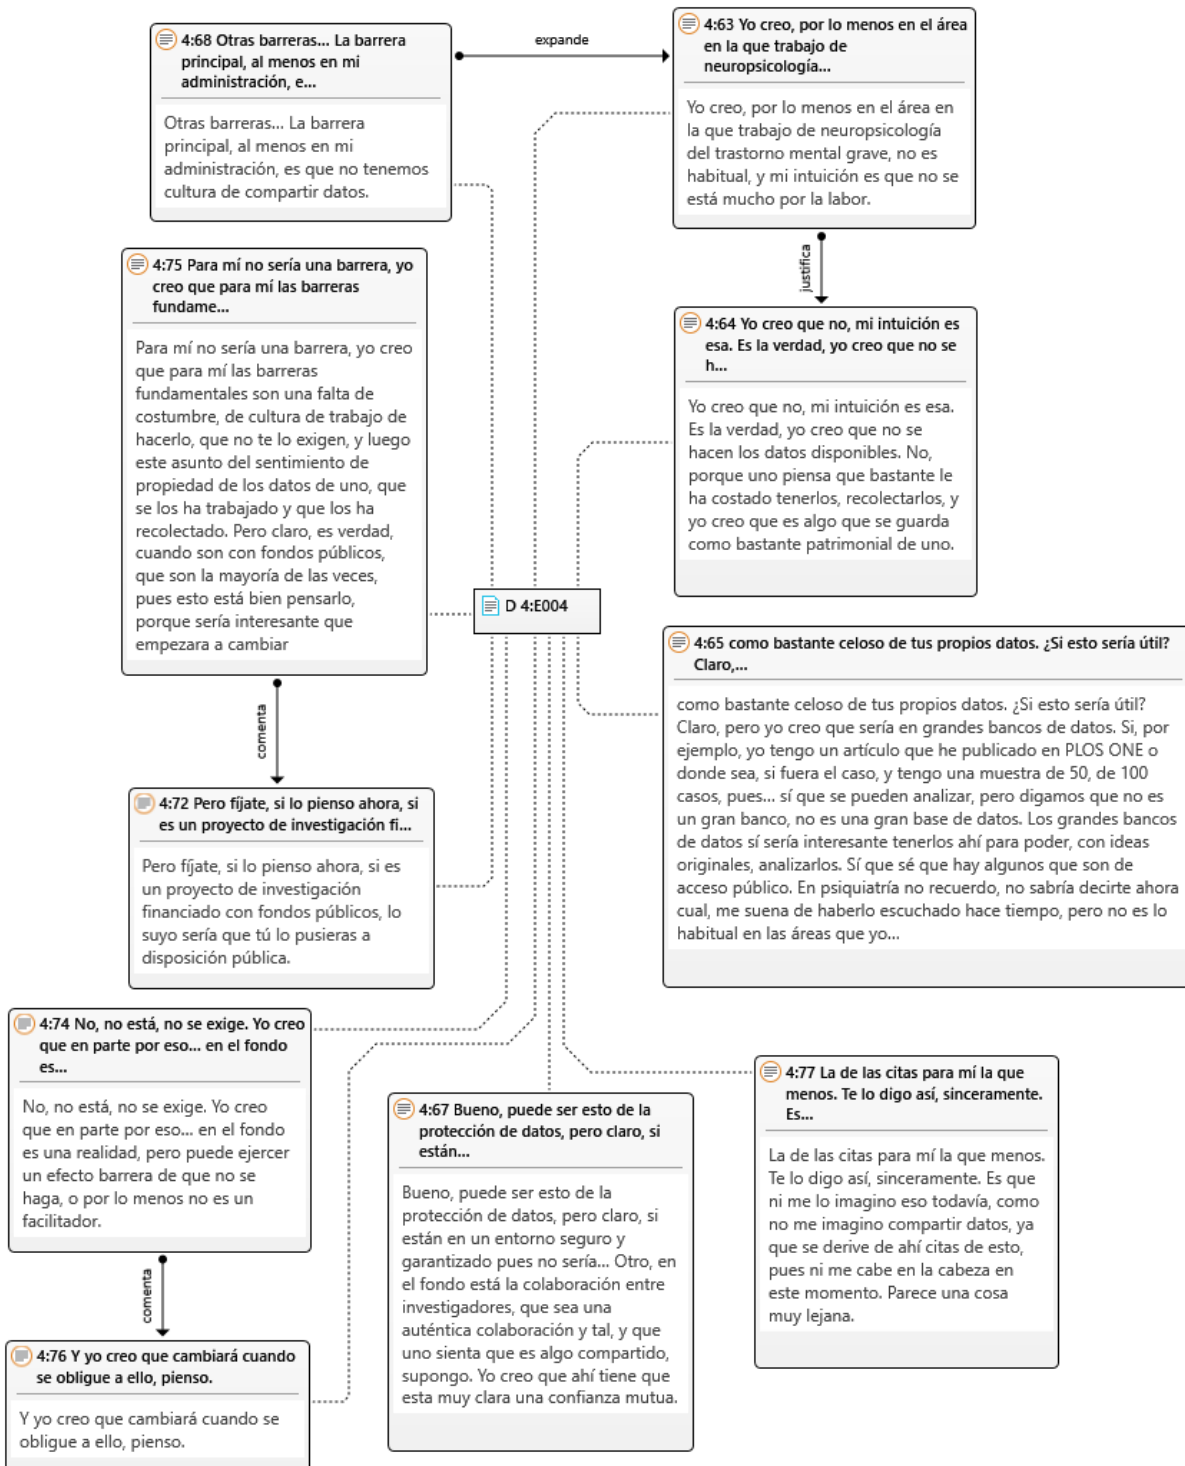 4:68 Otras barreras... La barrera
principal, al menos en mi
administración, e...
Otras barreras... La barrera
principal, al menos en mi
administración, es que no tenemos
cultura de compartir datos.
expande
4:63 Yo creo, por lo menos en el área
en la que trabajo de
neuropsicología...
Yo creo, por lo menos en el área en
la que trabajo de neuropsicología
del trastorno mental grave, no es
habitual, y mi intuición es que no se
está mucho por la labor.
justifica
4:64 Yo creo que no, mi intuición es
esa. Es la verdad, yo creo que no se
h...
Yo creo que no, mi intuición es esa.
Es la verdad, yo creo que no se
hacen los datos disponibles. No,
porque uno piensa que bastante le
ha costado tenerlos, recolectarlos, y
yo creo que es algo que se guarda
como bastante patrimonial de uno.
4:75 Para mí no sería una barrera, yo
creo que para mí las barreras
fundame...
Para mí no sería una barrera, yo creo
que para mí las barreras
fundamentales son una falta de
costumbre, de cultura de trabajo de
hacerlo, que no te lo exigen, y luego
este asunto del sentimiento de
propiedad de los datos de uno, que
se los ha trabajado y que los ha
recolectado. Pero claro, es verdad,
cuando son con fondos públicos,
que son la mayoría de las veces,
pues esto está bien pensarlo,
porque sería interesante que
empezara a cambiar
D 4:E004
4:65 como bastante celoso de tus propios datos. ¿Si esto sería útil?
Claro,...
como bastante celoso de tus propios datos. ¿Si esto sería útil?
Claro, pero yo creo que sería en grandes bancos de datos. Si, por
ejemplo, yo tengo un artículo que he publicado en PLOS ONE o
donde sea, si fuera el caso, y tengo una muestra de 50, de 100
casos, pues... sí que se pueden analizar, pero digamos que no es
un gran banco, no es una gran base de datos. Los grandes bancos
de datos sí sería interesante tenerlos ahí para poder, con ideas
originales, analizarlos. Sí que sé que hay algunos que son de
acceso público. En psiquiatría no recuerdo, no sabría decirte ahora
cual, me suena de haberlo escuchado hace tiempo, pero no es lo
habitual en las áreas que yo...
comenta
4:72 Pero fíjate, si lo pienso ahora, si
es un proyecto de investigación fi...
Pero fíjate, si lo pienso ahora, si es
un proyecto de investigación
financiado con fondos públicos, lo
suyo sería que tú lo pusieras a
disposición pública.
4:74 No, no está, no se exige. Yo creo
que en parte por eso... en el fondo
es...
No, no está, no se exige. Yo creo
que en parte por eso... en el fondo
es una realidad, pero puede ejercer
un efecto barrera de que no se
haga, o por lo menos no es un
facilitador.
comenta
4:76 Y yo creo que cambiará cuando
se obligue a ello, pienso.
Y yo creo que cambiará cuando se
obligue a ello, pienso.
4:67 Bueno, puede ser esto de la
protección de datos, pero claro, si
están...
Bueno, puede ser esto de la
protección de datos, pero claro, si
están en un entorno seguro y
garantizado pues no sería... Otro, en
el fondo está la colaboración entre
investigadores, que sea una
auténtica colaboración y tal, y que
uno sienta que es algo compartido,
supongo. Yo creo que ahí tiene que
esta muy clara una confianza mutua.
4:77 La de las citas para mí la que
menos. Te lo digo así, sinceramente.
Es...
La de las citas para mí la que menos.
Te lo digo así, sinceramente. Es que
ni me lo imagino eso todavía, como
no me imagino compartir datos, ya
que se derive de ahí citas de esto,
pues ni me cabe en la cabeza en
este momento. Parece una cosa
muy lejana.